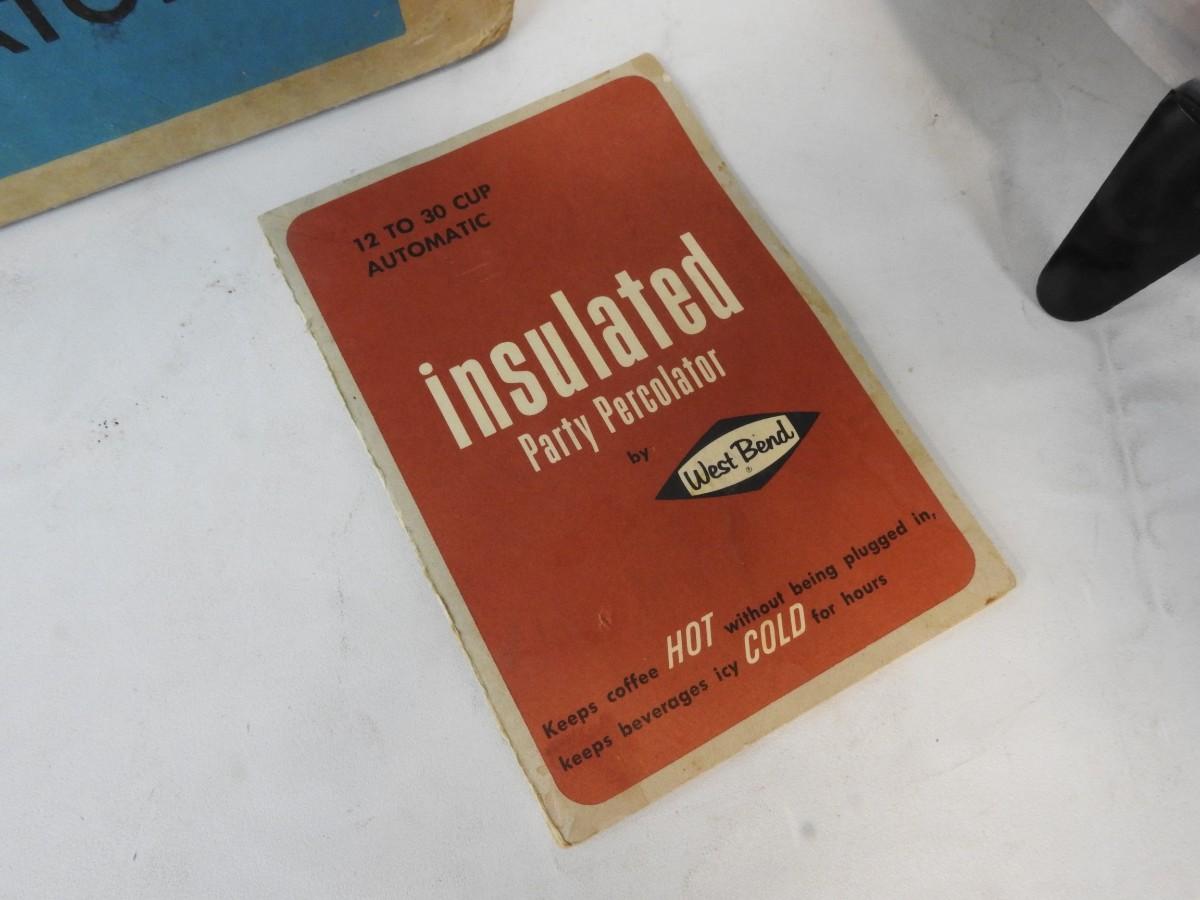 12 TO 30 CUP
AUTOMATIC
insulated
Party Percolator
by West Bend ®
Keeps coffee HOT without being plugged in,
keeps beverages icy COLD for hours